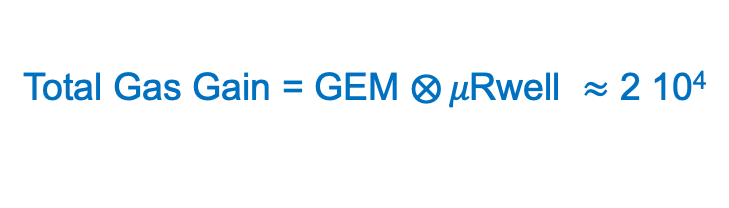 Total Gas Gain = GEM ⊗ 𝜇Rwell ≈ 2 10⁴